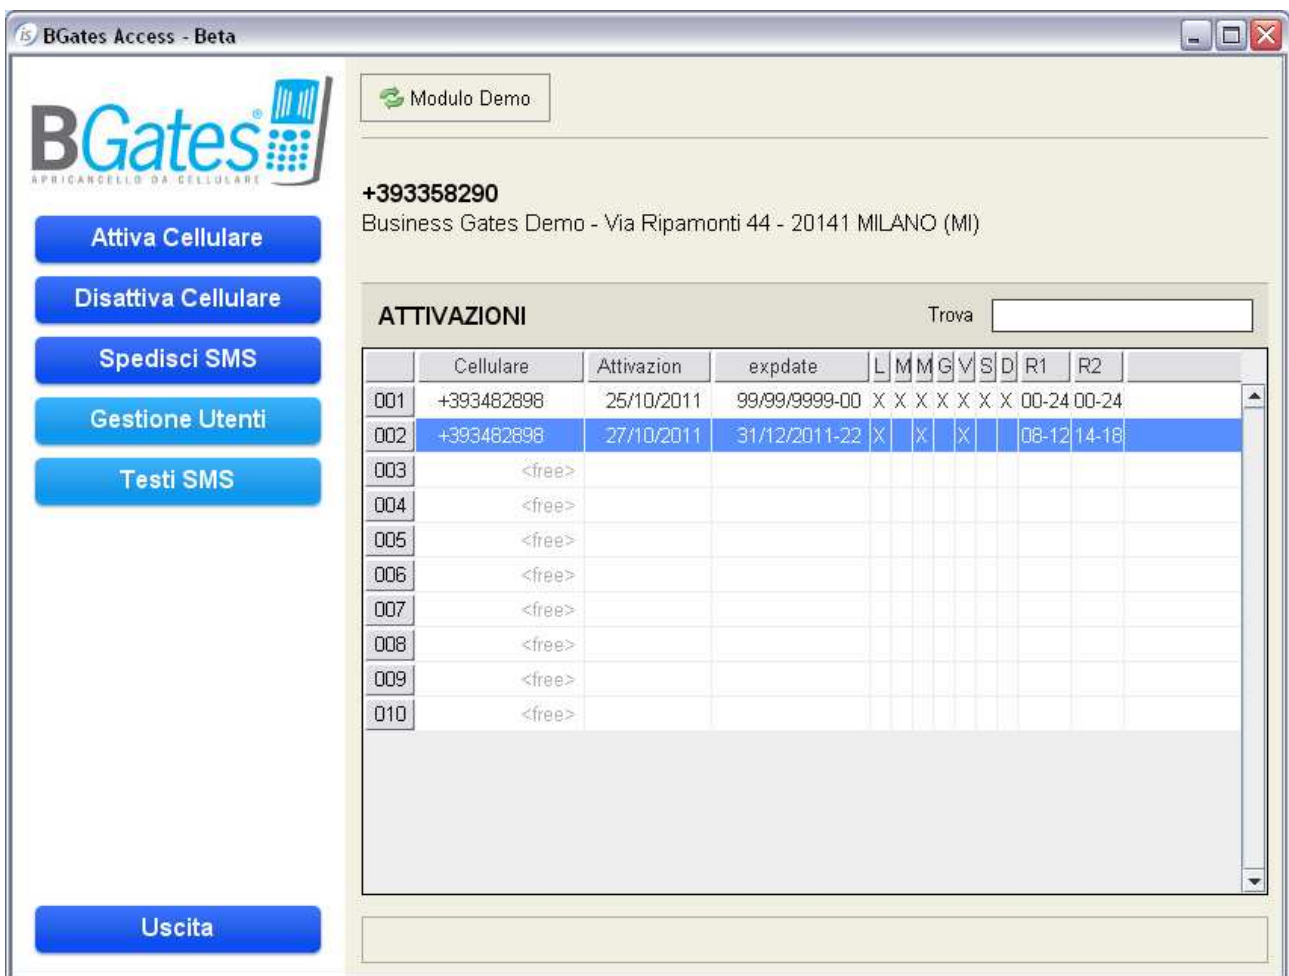 is BGates Access - Beta
BGates®
APRICANCELLO DA CELLULARE
Attiva Cellulare
Disattiva Cellulare
Spedisci SMS
Gestione Utenti
Testi SMS
Uscita
Modulo Demo
+393358290
Business Gates Demo - Via Ripamonti 44 - 20141 MILANO (MI)
ATTIVAZIONI Trova
Cellulare Attivazion expdate L M M G V S D R1 R2
001 +393482898 25/10/2011 99/99/9999-00 X X X X X X X 00-24 00-24
002 +393482898 27/10/2011 31/12/2011-22 X X X 08-12 14-18
003 <free>
004 <free>
005 <free>
006 <free>
007 <free>
008 <free>
009 <free>
010 <free>